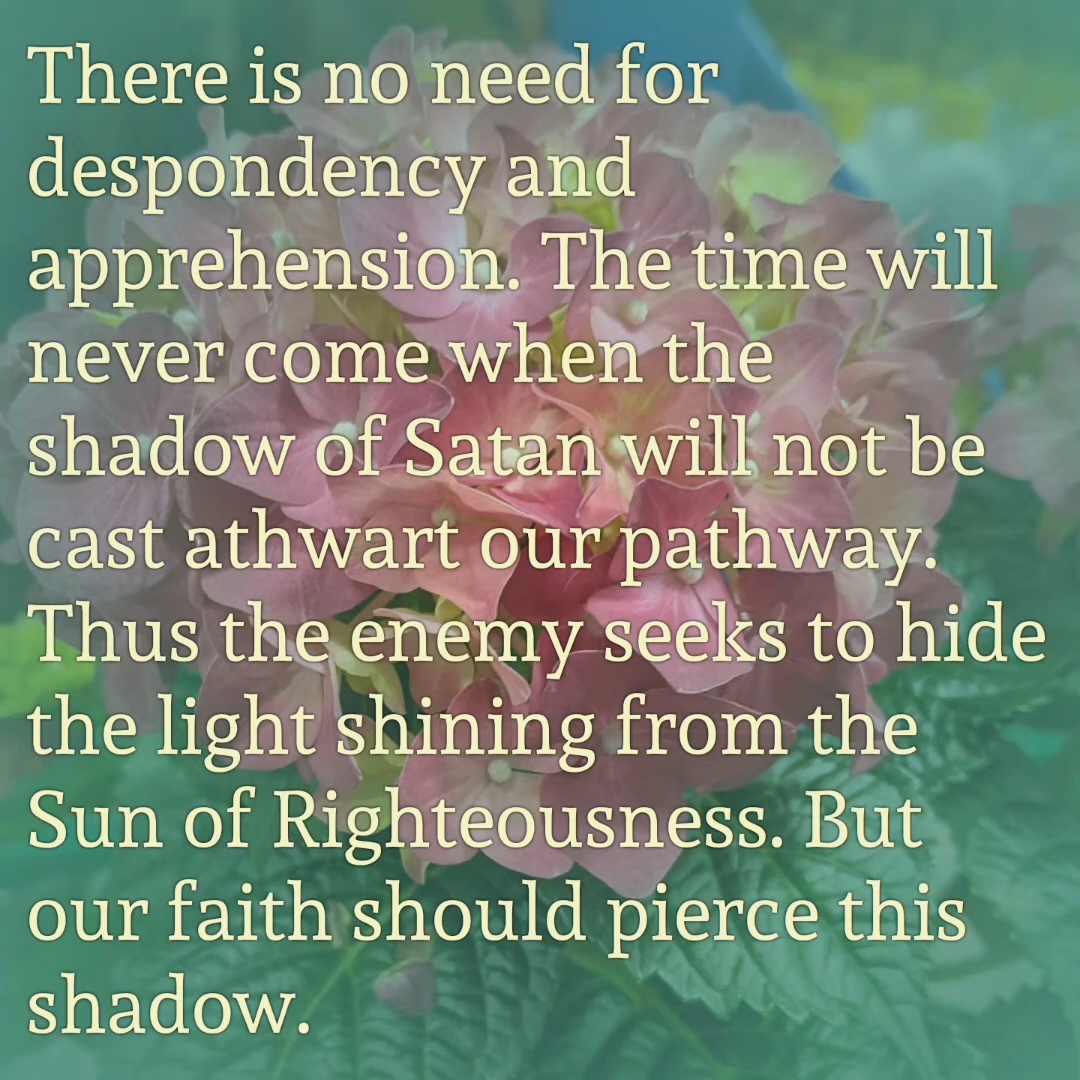 There is no need for
despondency and
apprehension. The time will
never come when the
shadow of Satan will not be
cast athwart our pathway.
Thus the enemy seeks to hide
the light shining from the
Sun of Righteousness. But
our faith should pierce this
shadow.